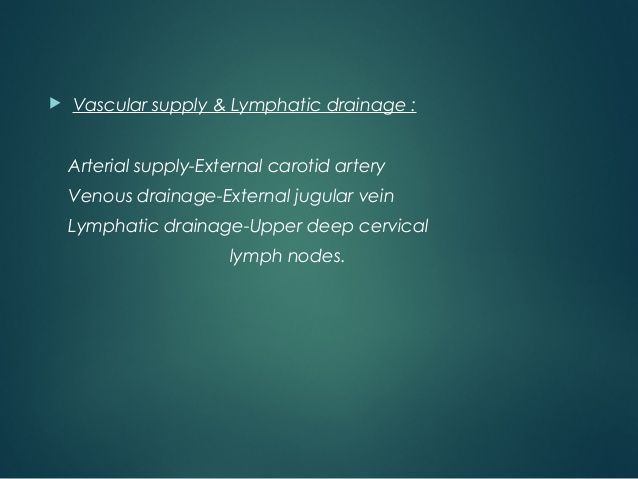 Vascular supply & Lymphatic drainage :
Arterial supply-External carotid artery
Venous drainage-External jugular vein
Lymphatic drainage-Upper deep cervical
lymph nodes.